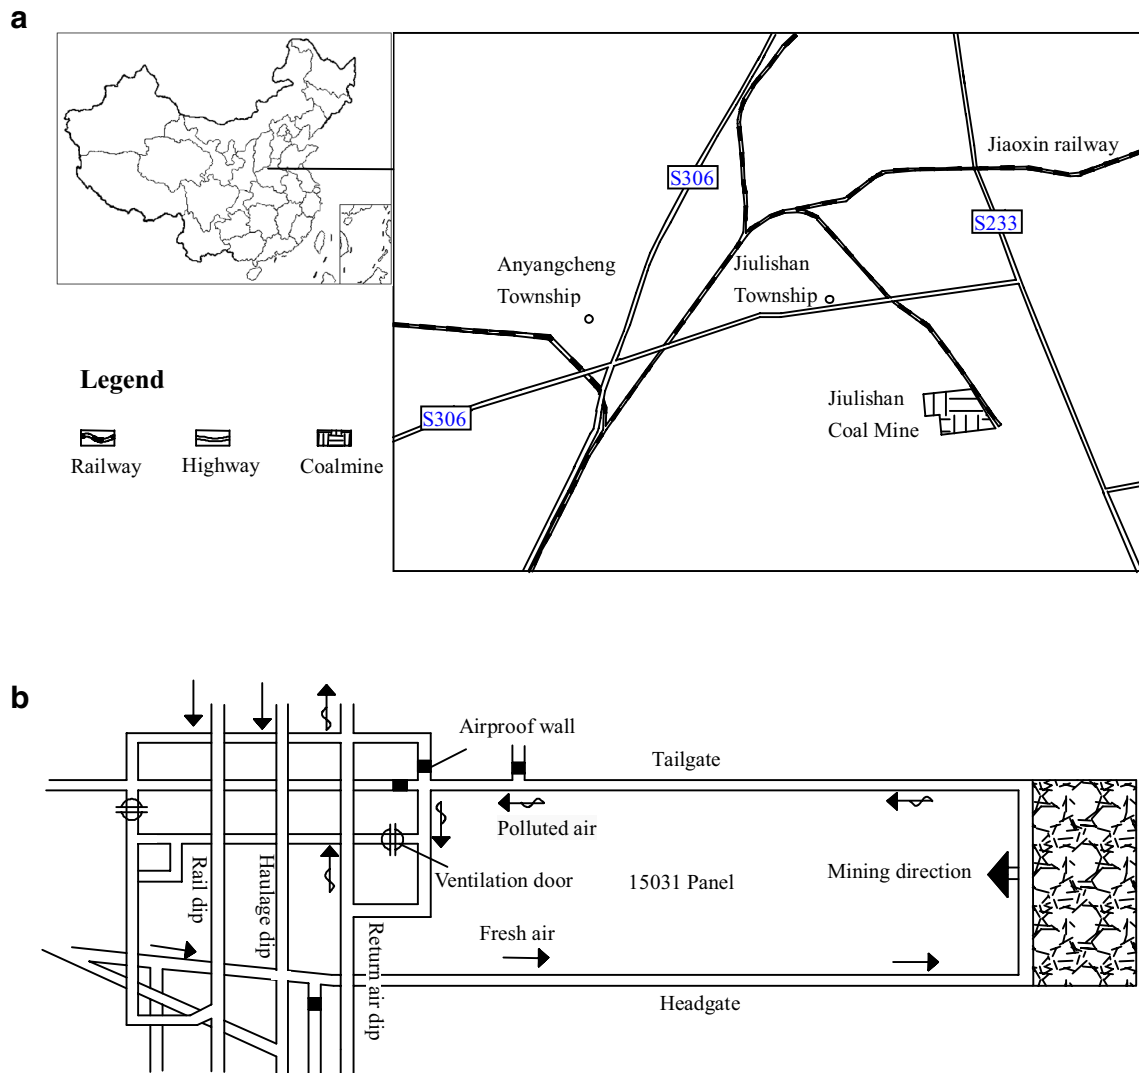 a
Jiaoxin railway
S306
S233
Anyangcheng
Township
Jiulishan
Township
Legend
Jiulishan
Coal Mine
S306
Railway
Highway
Coalmine
b
Airproof wall
Tailgate
Polluted air
Rail dip
Haulage dip
Ventilation door
15031 Panel
Mining direction
Return air dip
Fresh air
Headgate